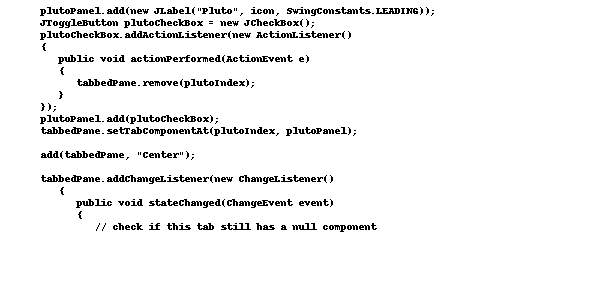 plutoPanel.add(new JLabel("Pluto", icon, SwingConstants.LEADING));
JToggleButton plutoCheckBox = new JCheckBox();
plutoCheckBox.addActionListener(new ActionListener()
{
public void actionPerformed(ActionEvent e)
{
tabbedPane.remove(plutoIndex);
}
});
plutoPanel.add(plutoCheckBox);
tabbedPane.setTabComponentAt(plutoIndex, plutoPanel);
add(tabbedPane, "Center");
tabbedPane.addChangeListener(new ChangeListener()
{
public void stateChanged(ChangeEvent event)
{
// check if this tab still has a null component